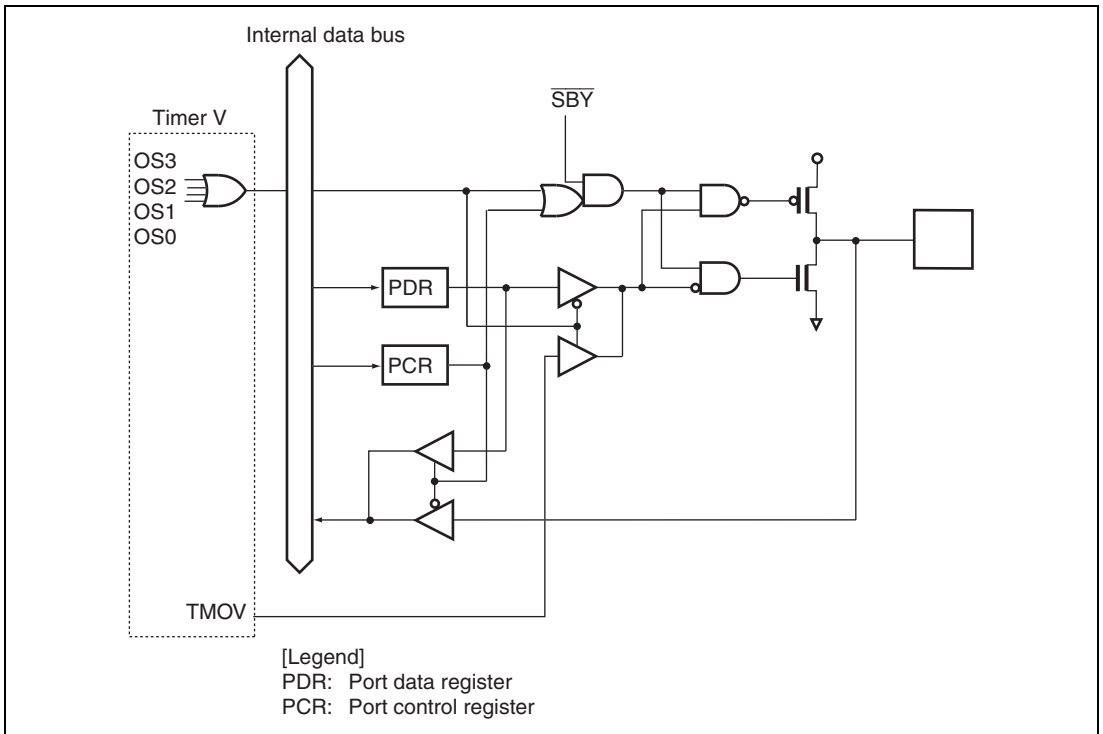 Internal data bus
SBY
Timer V
OS3
OS2
OS1
OS0
PDR
PCR
TMOV
[Legend]
PDR: Port data register
PCR: Port control register